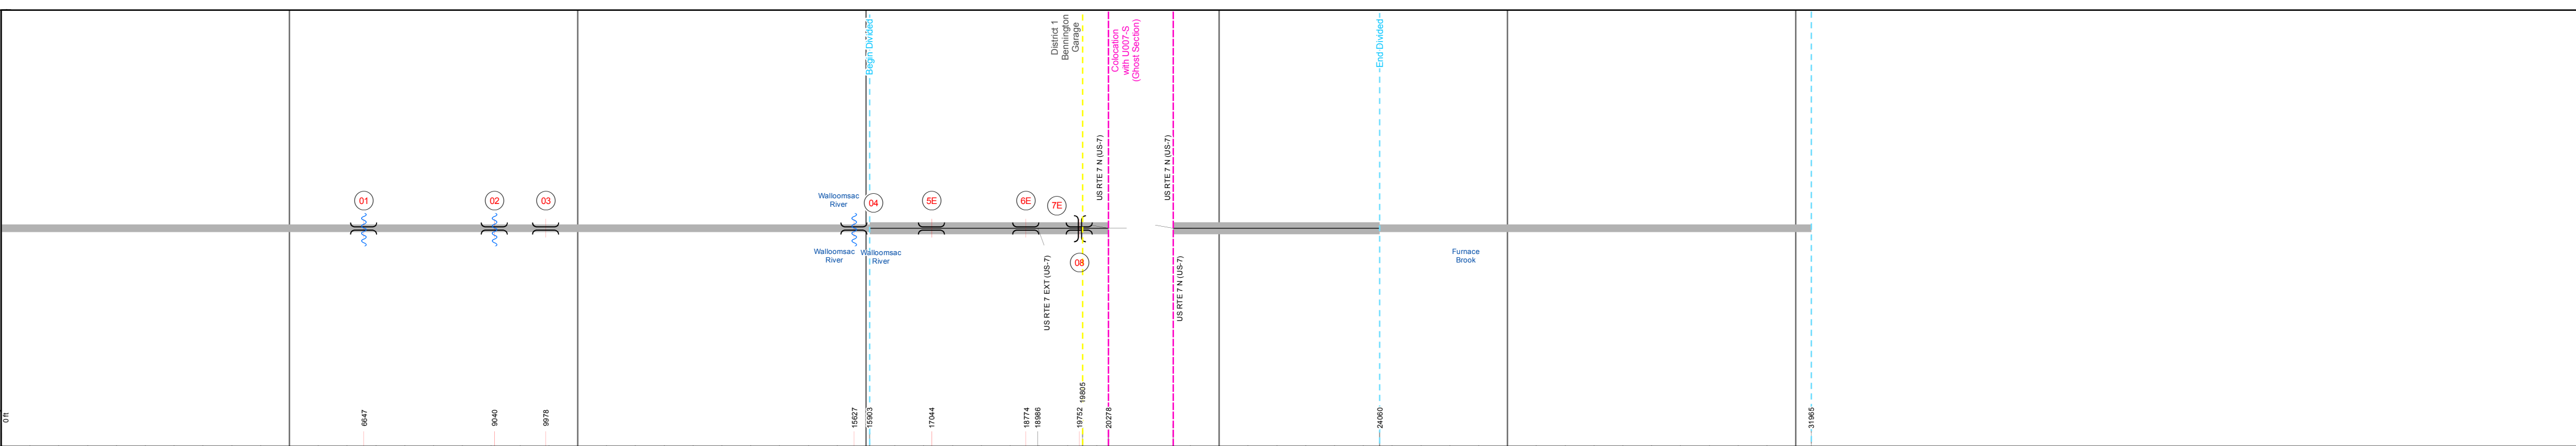 Begin Divided
District 1
Bennington
Garage
Colocation
with U007-S
(Ghost Section)
End Divided
US RTE 7 N (US-7)
US RTE 7 N (US-7)
01
02
03
Walloomsac
River
04
5E
6E
7E
Walloomsac
River
Walloomsac
River
08
US RTE 7 EXT (US-7)
US RTE 7 N (US-7)
Furnace
Brook
0 ft
6647
9040
9978
15627
15903
17044
18774
18986
19752
19805
20278
24060
31965